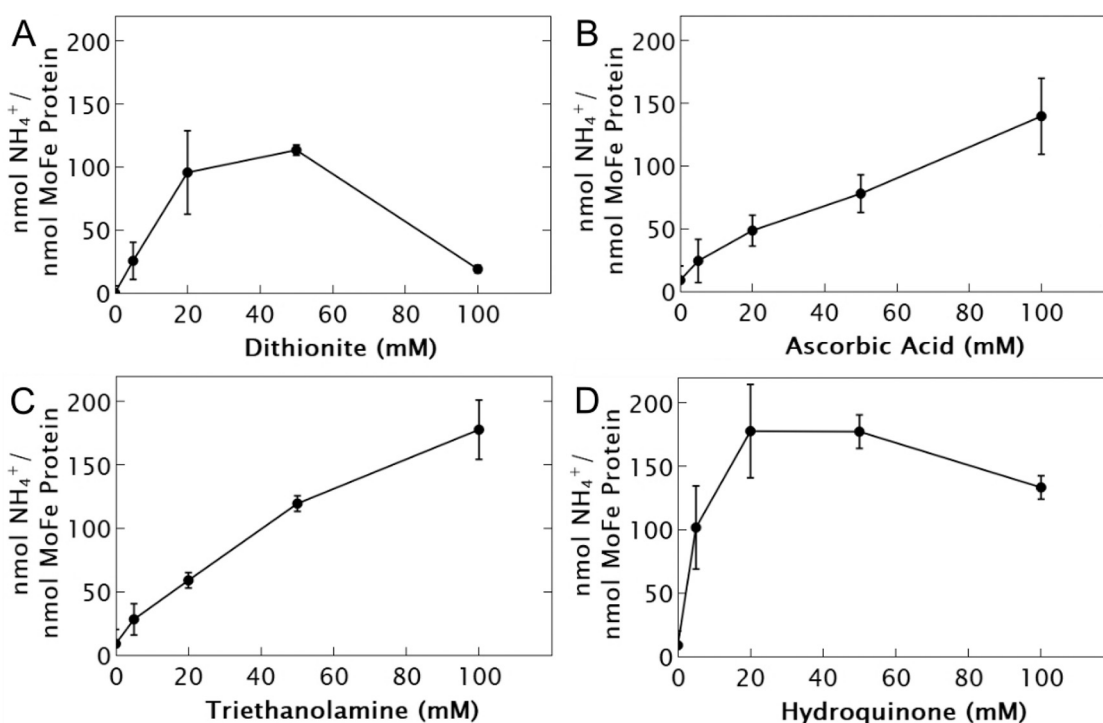 A
nmol NH₄⁺/
nmol MoFe Protein
200
150
100
50
0
0 20 40 60 80 100
Dithionite (mM)
B
nmol NH₄⁺/
nmol MoFe Protein
200
150
100
50
0
0 20 40 60 80 100
Ascorbic Acid (mM)
C
nmol NH₄⁺/
nmol MoFe Protein
200
150
100
50
0
0 20 40 60 80 100
Triethanolamine (mM)
D
nmol NH₄⁺/
nmol MoFe Protein
200
150
100
50
0
0 20 40 60 80 100
Hydroquinone (mM)